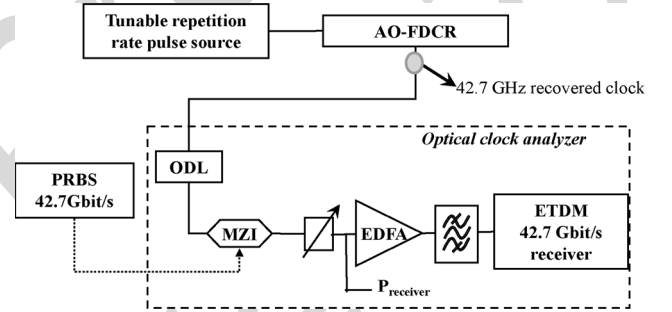 Tunable repetition
rate pulse source
AO-FDCR
42.7 GHz recovered clock
Optical clock analyzer
ODL
PRBS
42.7Gbit/s
MZI
EDFA
ETDM
42.7 Gbit/s
receiver
Preceiver